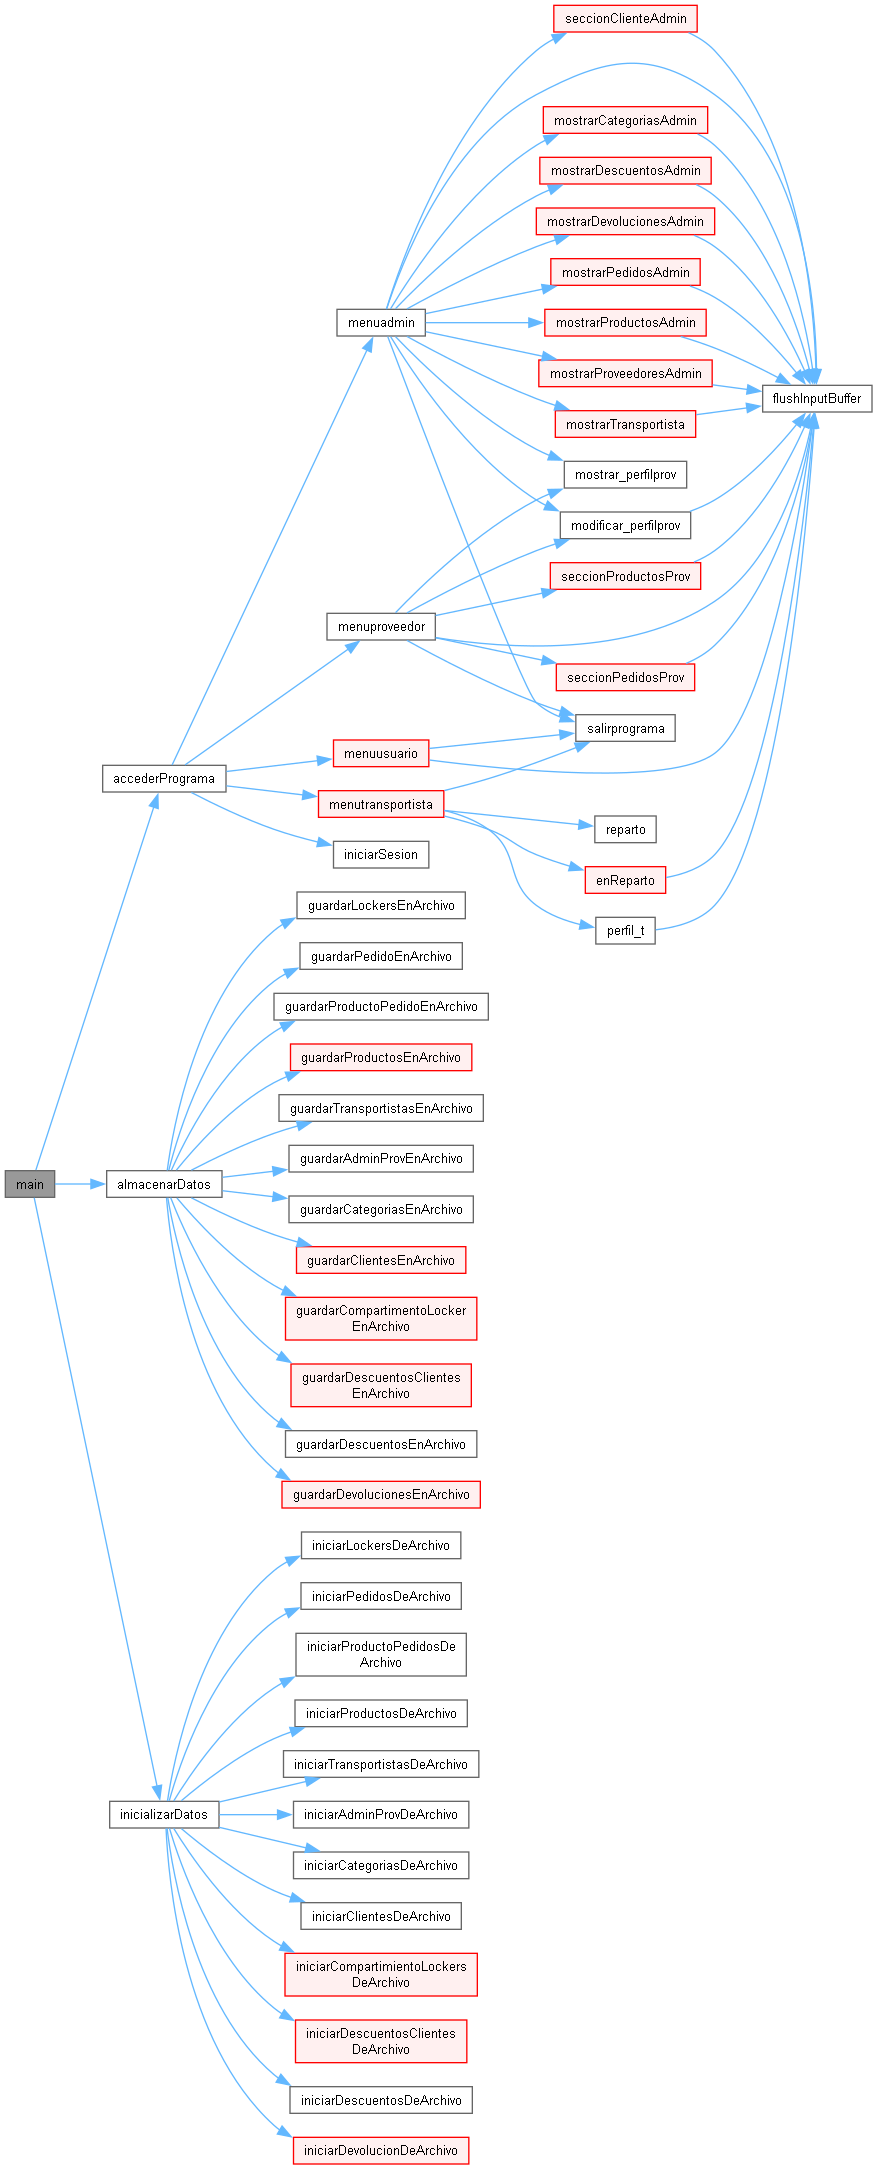 seccionClienteAdmin
mostrarCategoriasAdmin
mostrarDescuentosAdmin
mostrarDevolucionesAdmin
mostrarPedidosAdmin
menuadmin
mostrarProductosAdmin
mostrarProveedoresAdmin
flushInputBuffer
mostrarTransportista
mostrar_perfilprov
modificar_perfilprov
seccionProductosProv
menuproveedor
seccionPedidosProv
salirprograma
menuusuario
accederPrograma
menutransportista
reparto
iniciarSesion
enReparto
guardarLockersEnArchivo
perfil_t
guardarPedidoEnArchivo
guardarProductoPedidoEnArchivo
guardarProductosEnArchivo
guardarTransportistasEnArchivo
guardarAdminProvEnArchivo
main
almacenarDatos
guardarCategoriasEnArchivo
guardarClientesEnArchivo
guardarCompartimentoLocker
EnArchivo
guardarDescuentosClientes
EnArchivo
guardarDescuentosEnArchivo
guardarDevolucionesEnArchivo
iniciarLockersDeArchivo
iniciarPedidosDeArchivo
iniciarProductoPedidosDe
Archivo
iniciarProductosDeArchivo
iniciarTransportistasDeArchivo
inicializarDatos
iniciarAdminProvDeArchivo
iniciarCategoriasDeArchivo
iniciarClientesDeArchivo
iniciarCompartimientoLockers
DeArchivo
iniciarDescuentosClientes
DeArchivo
iniciarDescuentosDeArchivo
iniciarDevolucionDeArchivo